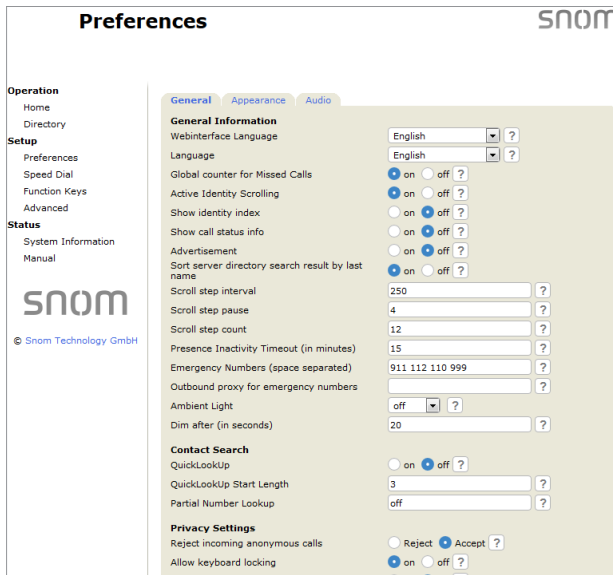 Preferences
snom
Operation
Home
Directory
Setup
Preferences
Speed Dial
Function Keys
Advanced
Status
System Information
Manual
snom
© Snom Technology GmbH
General Appearance Audio
General Information
Webinterface Language English ?
Language English ?
Global counter for Missed Calls on off ?
Active Identity Scrolling on off ?
Show identity index on off ?
Show call status info on off ?
Advertisement on off ?
Sort server directory search result by last
name on off ?
Scroll step interval 250 ?
Scroll step pause 4 ?
Scroll step count 12 ?
Presence Inactivity Timeout (in minutes) 15 ?
Emergency Numbers (space separated) 911 112 110 999 ?
Outbound proxy for emergency numbers ?
Ambient Light off ?
Dim after (in seconds) 20 ?
Contact Search
QuickLookUp on off ?
QuickLookUp Start Length 3 ?
Partial Number Lookup off ?
Privacy Settings
Reject incoming anonymous calls Reject Accept ?
Allow keyboard locking on off ?